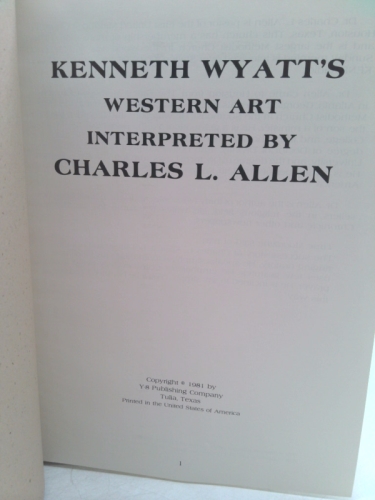 KENNETH WYATT'S
WESTERN ART
INTERPRETED BY
CHARLES L. ALLEN
Copyright © 1981 by
Y-8 Publishing Company
Tulia, Texas
Printed in the United States of America
1